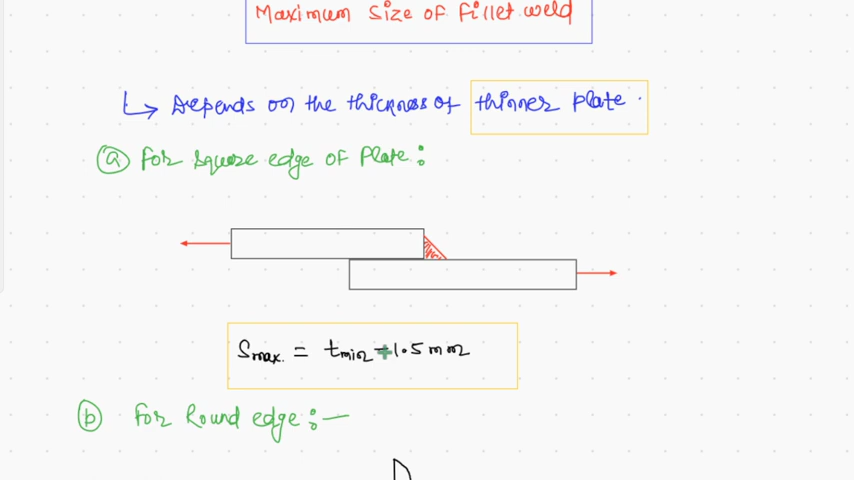 Maximum Size of fillet weld
Depends on the thickness of thinner plate.
(a) For square edge of plate:
Smax. = tmin - 1.5 mm
(b) For Round edge:-